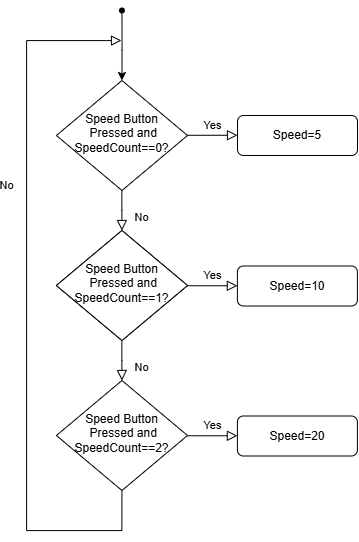 Speed Button
Pressed and
SpeedCount==0?
Yes
Speed=5
No
No
Speed Button
Pressed and
SpeedCount==1?
Yes
Speed=10
No
Speed Button
Pressed and
SpeedCount==2?
Yes
Speed=20